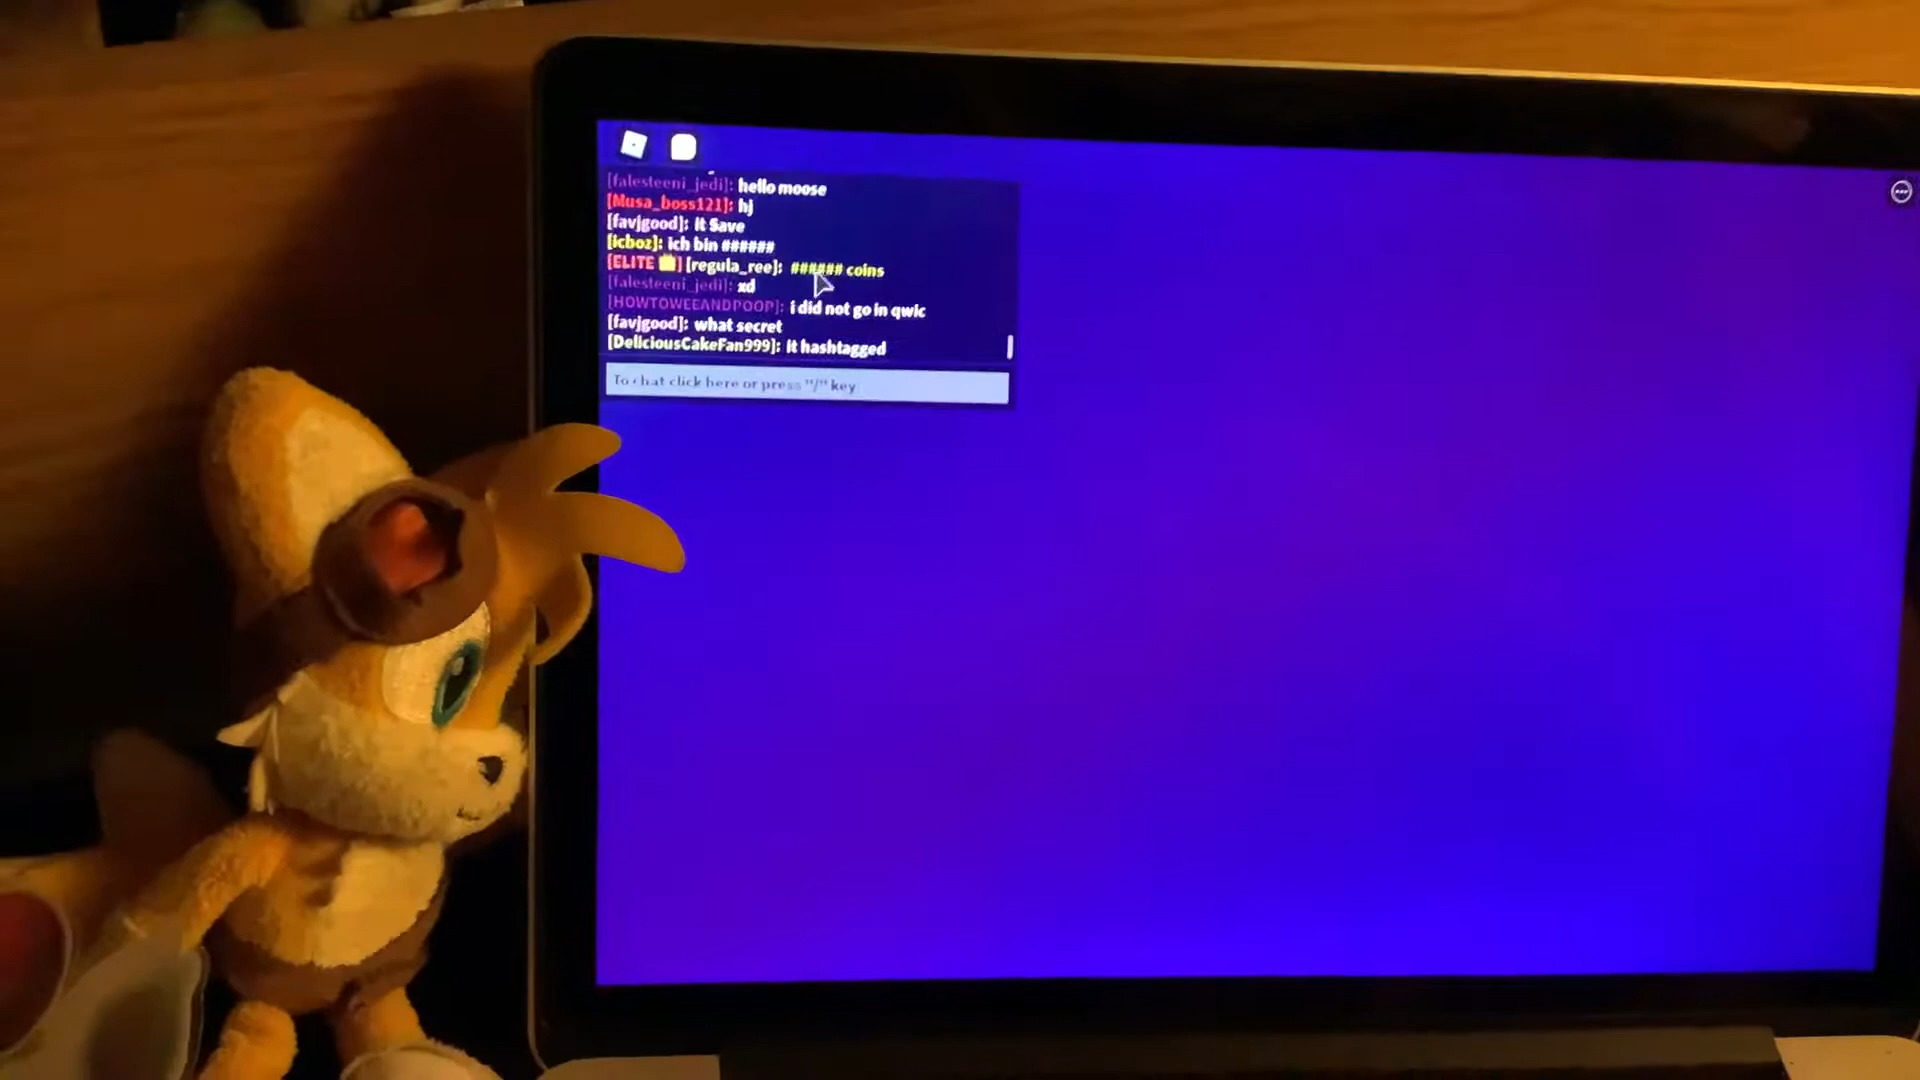 [falesteeni_jedi]: hello moose
[Musa_boss121]: hj
[favjgood]: it $ave
[icboz]: ich bin ######
[ELITE] [regula_ree]: ###### coins
[falesteeni_jedi]: xd
[HOWTOWEEANDPOOP]: i did not go in qwic
[favjgood]: what secret
[DeliciousCakeFan999]: it hashtagged
To chat click here or press "/" key